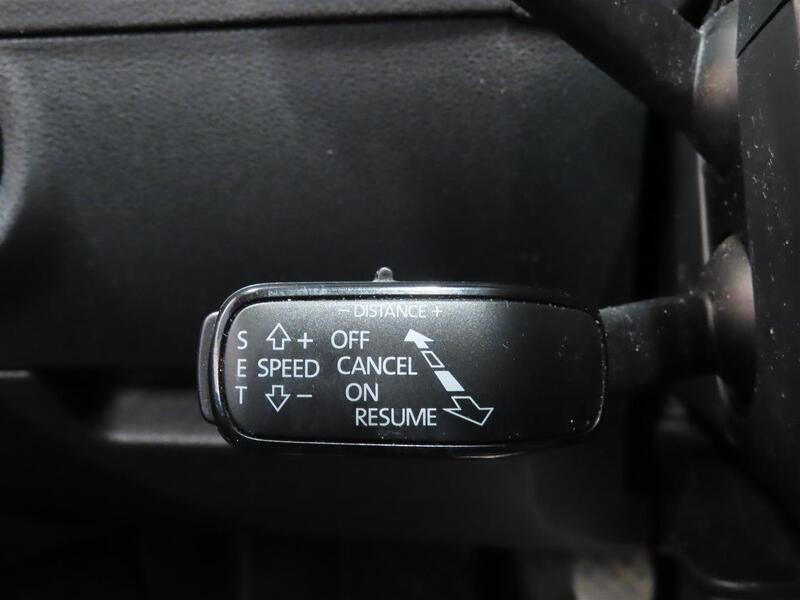 – DISTANCE +
S + OFF
E SPEED CANCEL
T – ON
RESUME